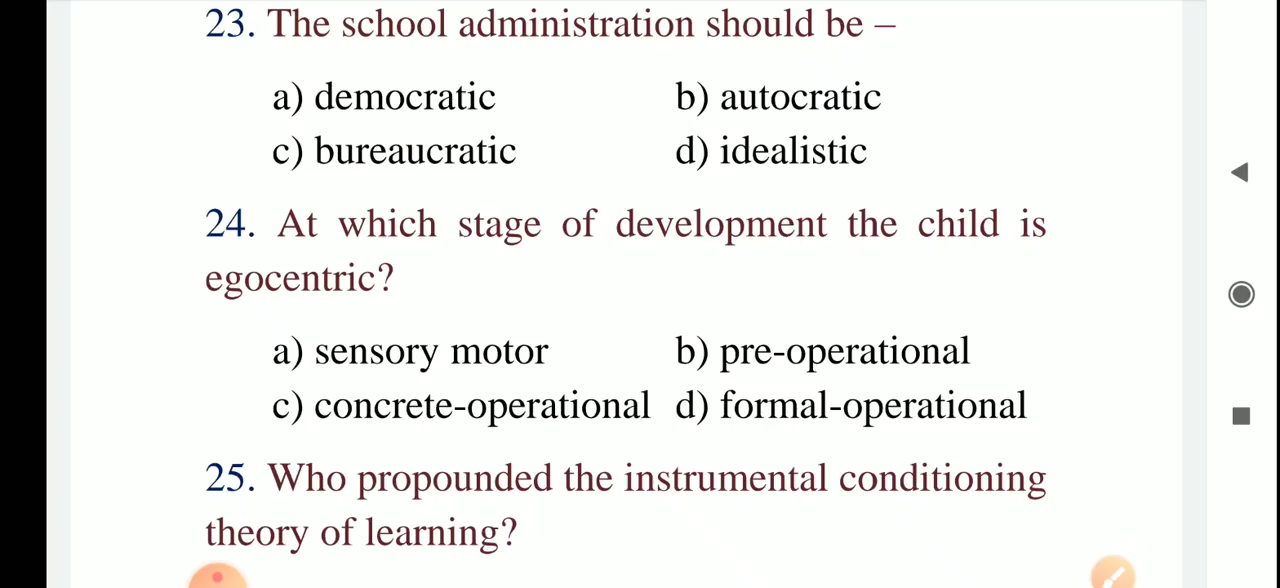 23. The school administration should be –
a) democratic b) autocratic
c) bureaucratic d) idealistic
24. At which stage of development the child is
egocentric?
a) sensory motor b) pre-operational
c) concrete-operational d) formal-operational
25. Who propounded the instrumental conditioning
theory of learning?